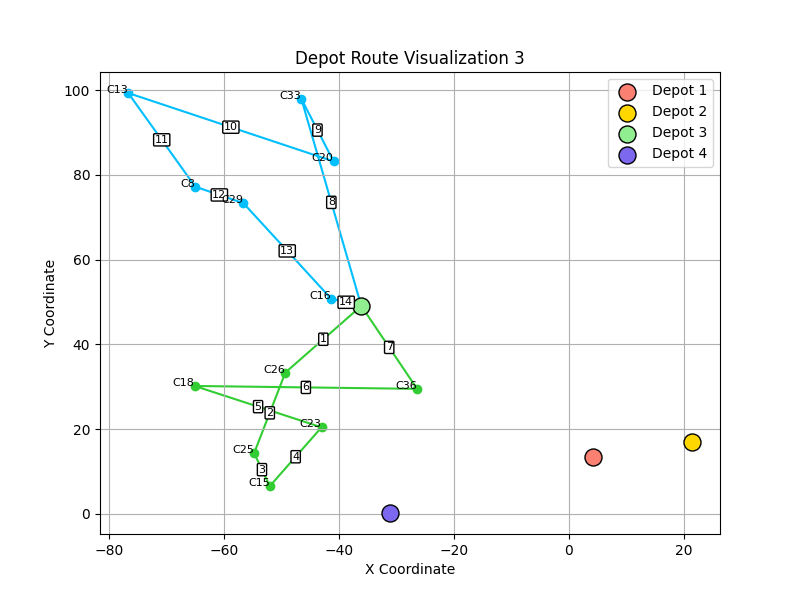 Depot Route Visualization 3
Depot 1
Depot 2
Depot 3
Depot 4
C13
C33
C20
C8
C29
C16
C26
C18
C36
C23
C25
C15
1
2
3
4
5
6
7
8
9
10
11
12
13
14
100
80
60
40
20
0
Y Coordinate
−80
−60
−40
−20
0
20
X Coordinate